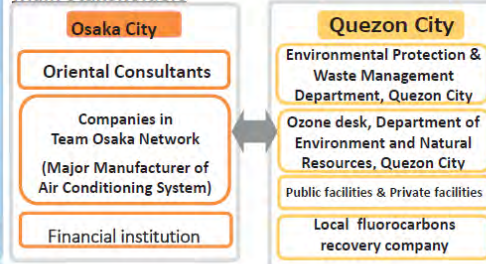 Osaka City
Oriental Consultants
Companies in
Team Osaka Network
(Major Manufacturer of
Air Conditioning System)
Financial institution
Quezon City
Environmental Protection &
Waste Management
Department, Quezon City
Ozone desk, Department of
Environment and Natural
Resources, Quezon City
Public facilities & Private facilities
Local fluorocarbons
recovery company